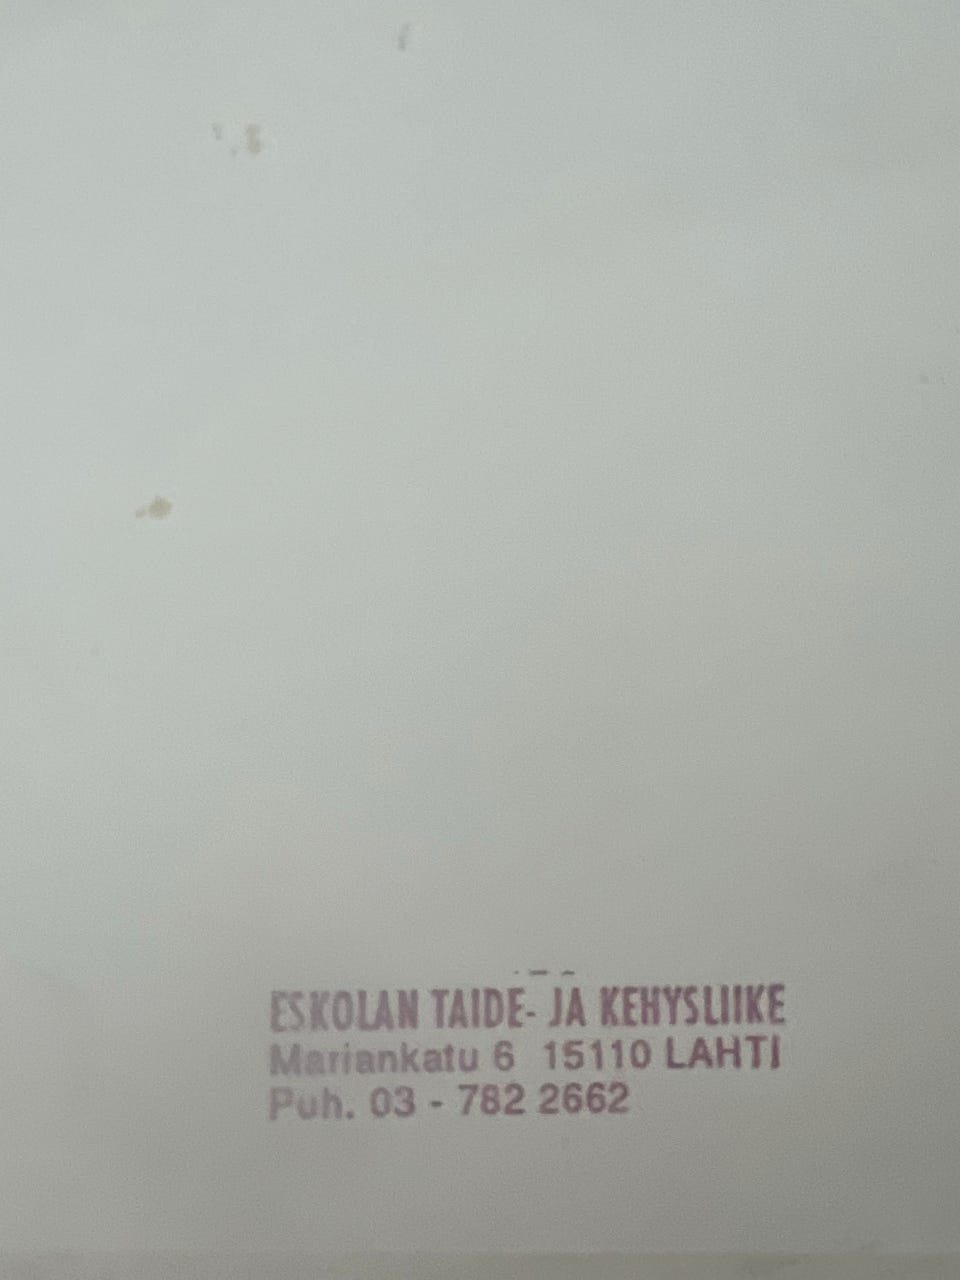 ESKOLAN TAIDE- JA KEHYSLIIKE
Mariankatu 6 15110 LAHTI
Puh. 03 - 782 2662